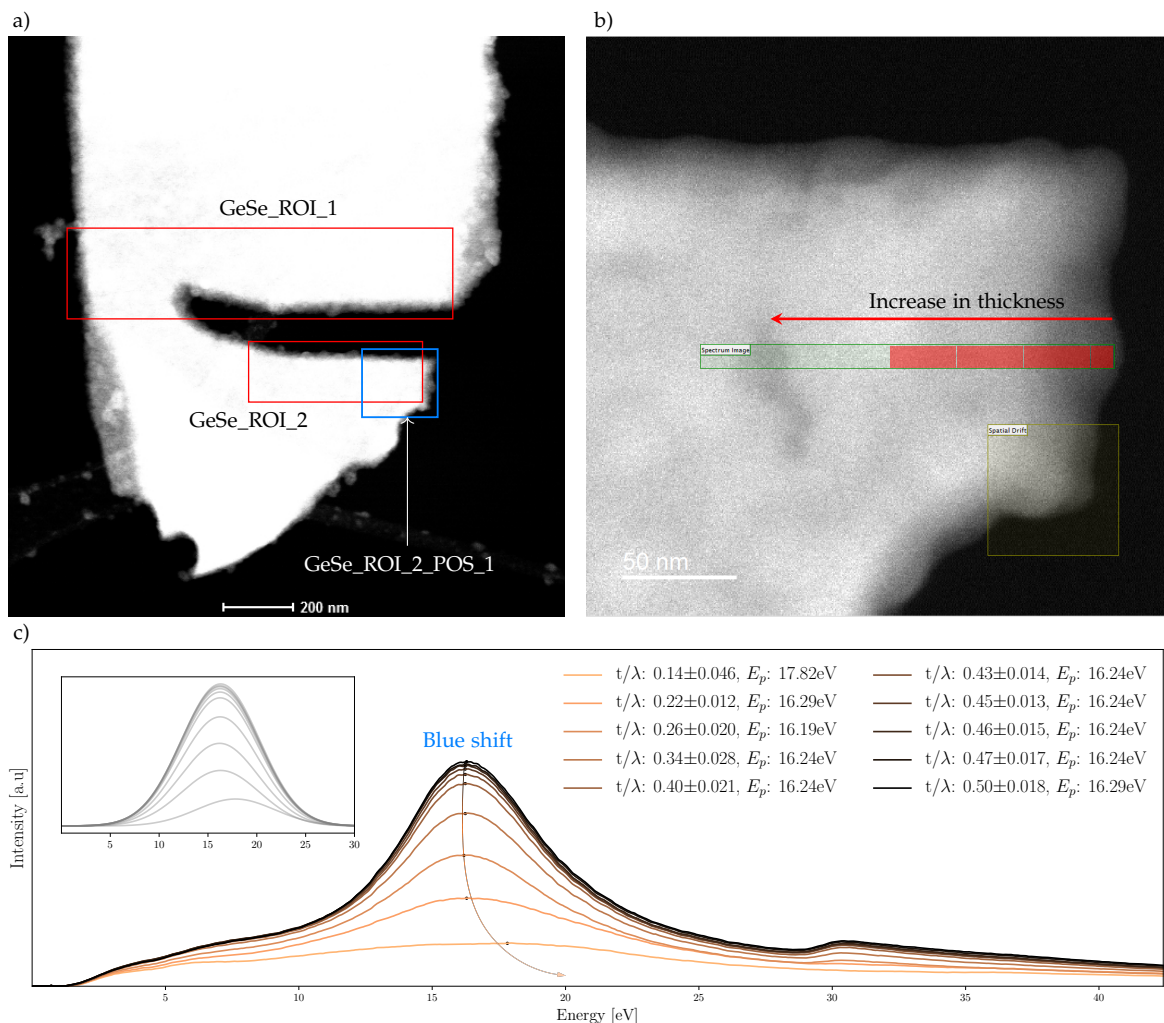 a)
b)
GeSe_ROI_1
GeSe_ROI_2
GeSe_ROI_2_POS_1
200 nm
Increase in thickness
Spectrum Image
Spatial Drift
50 nm
c)
t/λ: 0.14±0.046, E_p: 17.82eV
t/λ: 0.22±0.012, E_p: 16.29eV
t/λ: 0.26±0.020, E_p: 16.19eV
t/λ: 0.34±0.028, E_p: 16.24eV
t/λ: 0.40±0.021, E_p: 16.24eV
t/λ: 0.43±0.014, E_p: 16.24eV
t/λ: 0.45±0.013, E_p: 16.24eV
t/λ: 0.46±0.015, E_p: 16.24eV
t/λ: 0.47±0.017, E_p: 16.24eV
t/λ: 0.50±0.018, E_p: 16.29eV
Blue shift
5 10 15 20 25 30
Intensity [a.u]
5 10 15 20 25 30 35 40
Energy [eV]